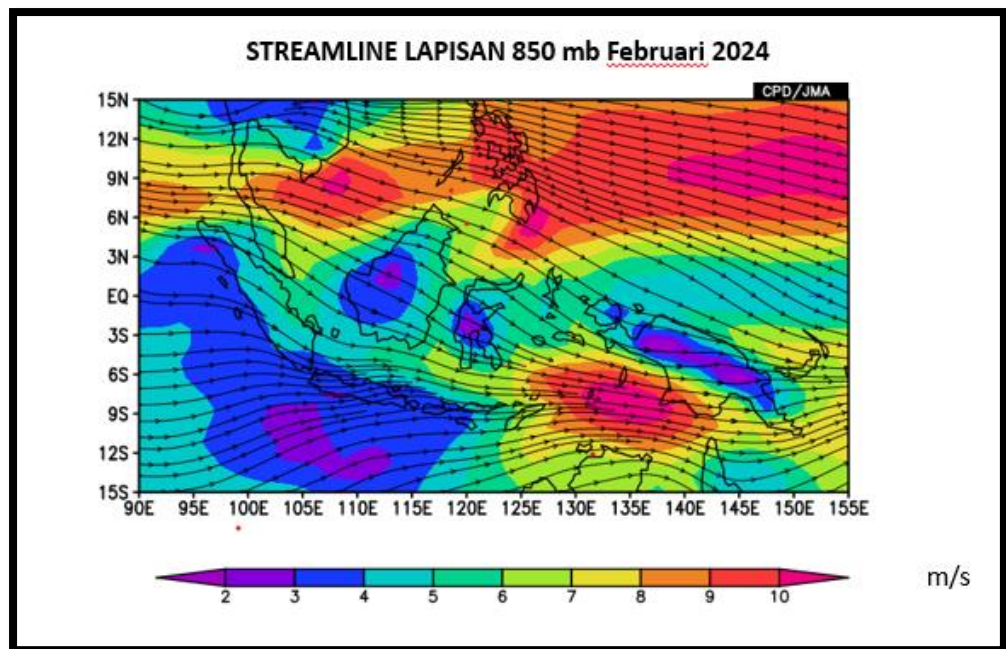 STREAMLINE LAPISAN 850 mb Februari 2024
CPD/JMA
15N
12N
9N
6N
3N
EQ
3S
6S
9S
12S
15S
90E 95E 100E 105E 110E 115E 120E 125E 130E 135E 140E 145E 150E 155E
2 3 4 5 6 7 8 9 10
m/s